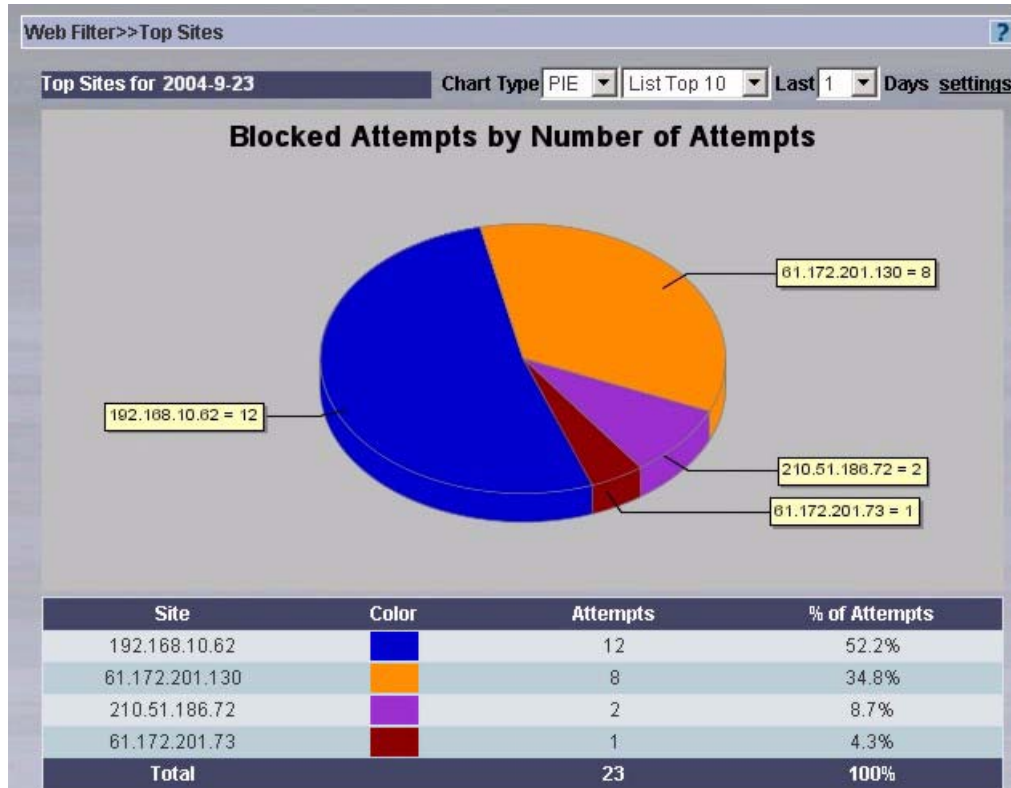 Web Filter>>Top Sites
?
Top Sites for 2004-9-23 Chart Type PIE List Top 10 Last 1 Days settings
Blocked Attempts by Number of Attempts
61.172.201.130 = 8
192.168.10.62 = 12
210.51.186.72 = 2
61.172.201.73 = 1
Site Color Attempts % of Attempts
192.168.10.62 12 52.2%
61.172.201.130 8 34.8%
210.51.186.72 2 8.7%
61.172.201.73 1 4.3%
Total 23 100%